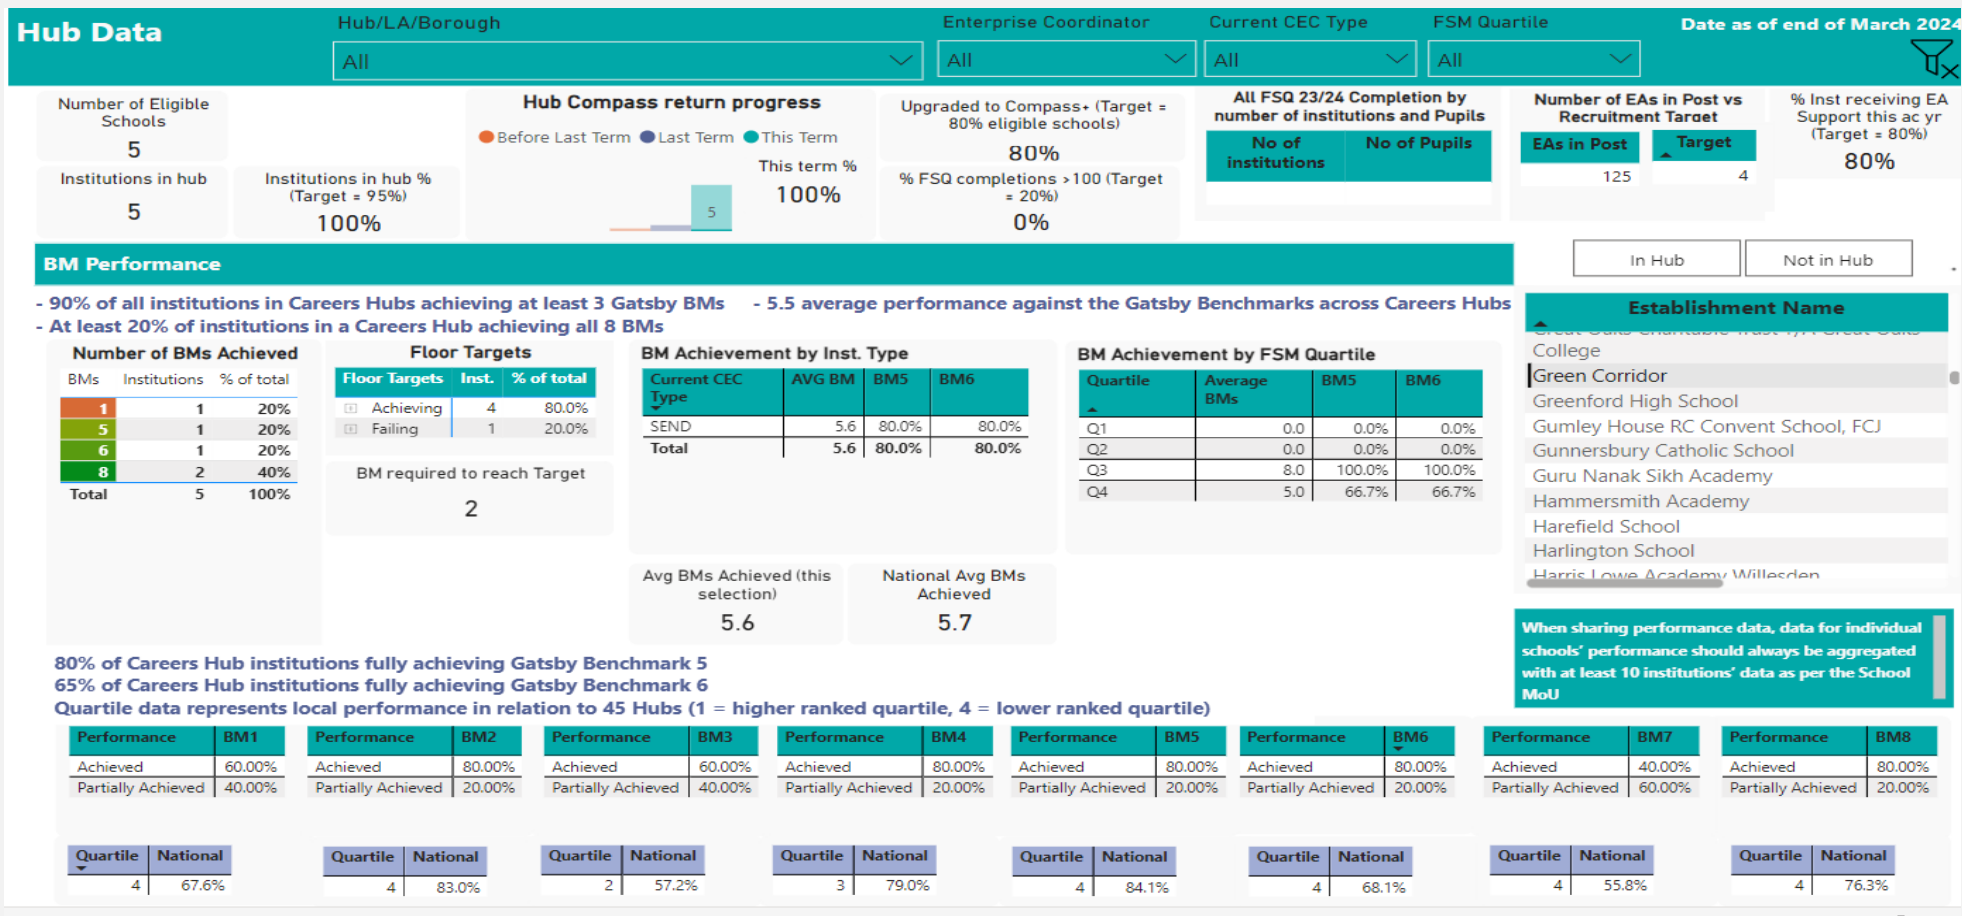 Hub Data
Hub/LA/Borough
All
Enterprise Coordinator
All
Current CEC Type
All
FSM Quartile
All
Date as of end of March 2024
Number of Eligible
Schools
5
Institutions in hub
5
Institutions in hub %
(Target = 95%)
100%
Hub Compass return progress
Before Last Term Last Term This Term
This term %
100%
5
Upgraded to Compass+ (Target =
80% eligible schools)
80%
% FSQ completions >100 (Target
= 20%)
0%
All FSQ 23/24 Completion by
number of institutions and Pupils
No of
institutions
No of Pupils
Number of EAs in Post vs
Recruitment Target
EAs in Post Target
125 4
% Inst receiving EA
Support this ac yr
(Target = 80%)
80%
BM Performance
In Hub
Not in Hub
- 90% of all institutions in Careers Hubs achieving at least 3 Gatsby BMs - 5.5 average performance against the Gatsby Benchmarks across Careers Hubs
- At least 20% of institutions in a Careers Hub achieving all 8 BMs
Number of BMs Achieved
BMs Institutions % of total
1 1 20%
5 1 20%
6 1 20%
8 2 40%
Total 5 100%
Floor Targets
Floor Targets Inst. % of total
Achieving 4 80.0%
Failing 1 20.0%
BM required to reach Target
2
BM Achievement by Inst. Type
Current CEC
Type
AVG BM BM5 BM6
SEND 5.6 80.0% 80.0%
Total 5.6 80.0% 80.0%
Avg BMs Achieved (this
selection)
5.6
National Avg BMs
Achieved
5.7
BM Achievement by FSM Quartile
Quartile Average
BMs
BM5 BM6
Q1 0.0 0.0% 0.0%
Q2 0.0 0.0% 0.0%
Q3 8.0 100.0% 100.0%
Q4 5.0 66.7% 66.7%
Establishment Name
College
Green Corridor
Greenford High School
Gumley House RC Convent School, FCJ
Gunnersbury Catholic School
Guru Nanak Sikh Academy
Hammersmith Academy
Harefield School
Harlington School
Harris Lowe Academy Willesden
When sharing performance data, data for individual
schools' performance should always be aggregated
with at least 10 institutions' data as per the School
MoU
80% of Careers Hub institutions fully achieving Gatsby Benchmark 5
65% of Careers Hub institutions fully achieving Gatsby Benchmark 6
Quartile data represents local performance in relation to 45 Hubs (1 = higher ranked quartile, 4 = lower ranked quartile)
Performance BM1
Achieved 60.00%
Partially Achieved 40.00%
Performance BM2
Achieved 80.00%
Partially Achieved 20.00%
Performance BM3
Achieved 60.00%
Partially Achieved 40.00%
Performance BM4
Achieved 80.00%
Partially Achieved 20.00%
Performance BM5
Achieved 80.00%
Partially Achieved 20.00%
Performance BM6
Achieved 80.00%
Partially Achieved 20.00%
Performance BM7
Achieved 40.00%
Partially Achieved 60.00%
Performance BM8
Achieved 80.00%
Partially Achieved 20.00%
Quartile National
4 67.6%
Quartile National
4 83.0%
Quartile National
2 57.2%
Quartile National
3 79.0%
Quartile National
4 84.1%
Quartile National
4 68.1%
Quartile National
4 55.8%
Quartile National
4 76.3%